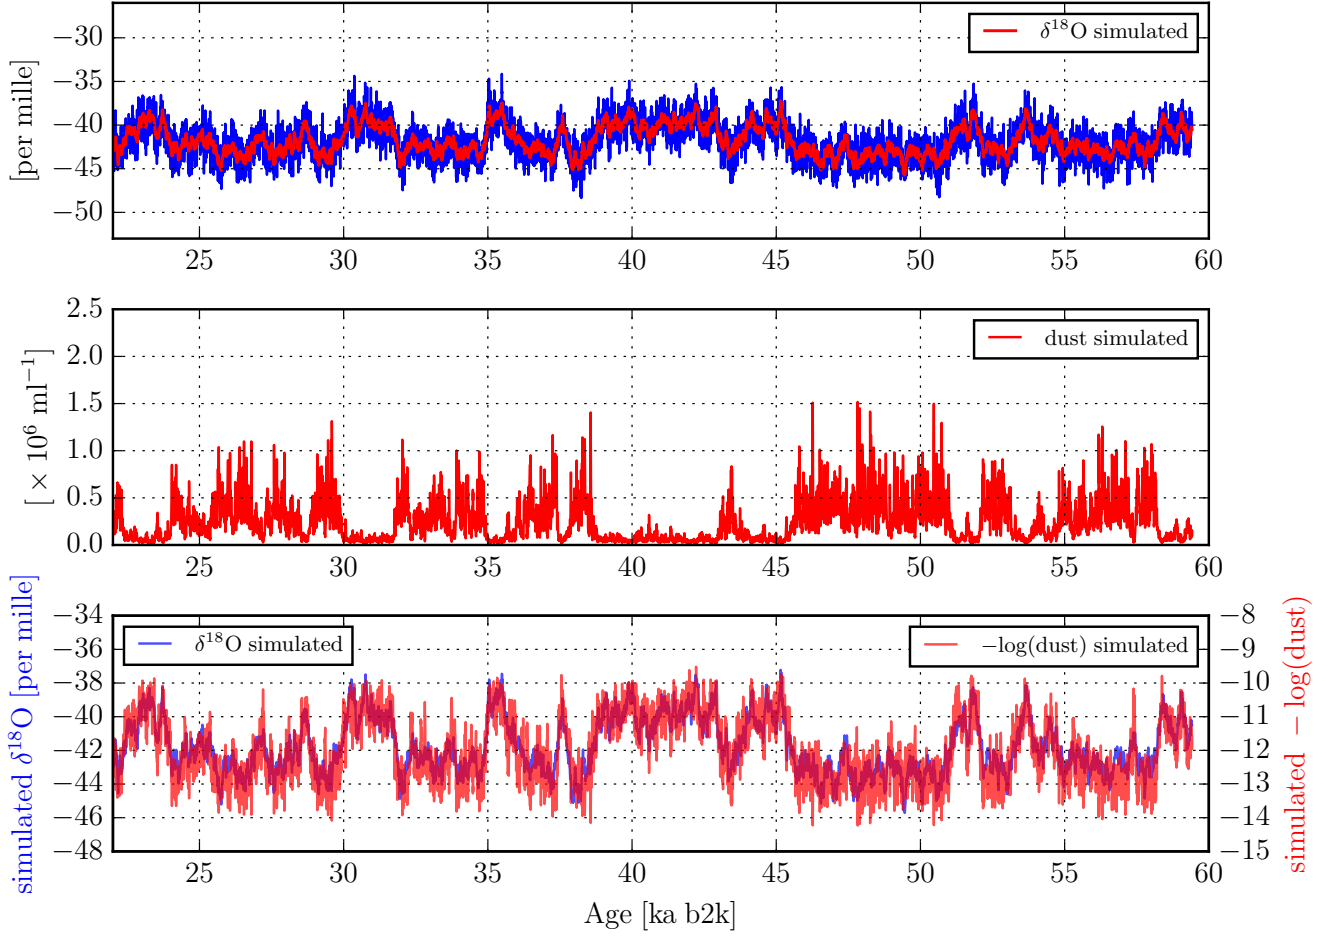 [per mille]
−30
−35
−40
−45
−50
δ¹⁸O simulated
25 30 35 40 45 50 55 60
[× 10⁶ ml⁻¹]
2.5
2.0
1.5
1.0
0.5
0.0
dust simulated
25 30 35 40 45 50 55 60
simulated δ¹⁸O [per mille]
−34
−36
−38
−40
−42
−44
−46
−48
δ¹⁸O simulated
−log(dust) simulated
−8
−9
−10
−11
−12
−13
−14
−15
simulated − log(dust)
25 30 35 40 45 50 55 60
Age [ka b2k]